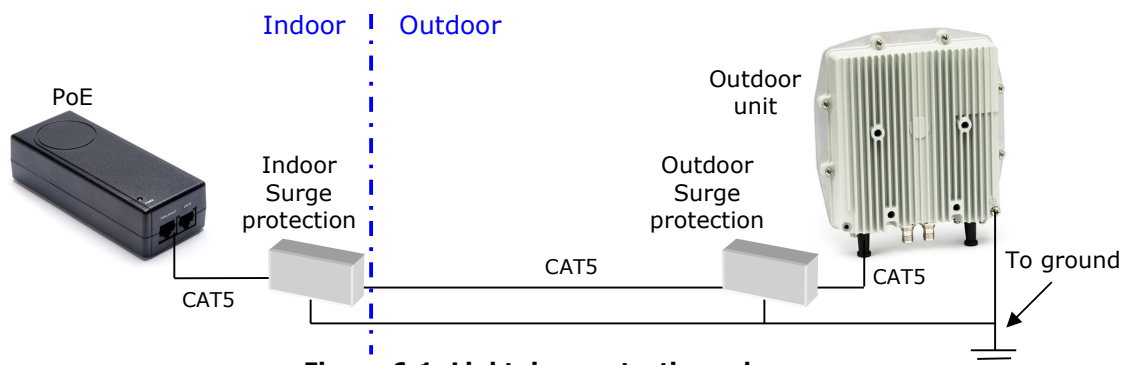 Indoor
Outdoor
PoE
Outdoor
unit
Indoor
Surge
protection
Outdoor
Surge
protection
CAT5
CAT5
CAT5
To ground